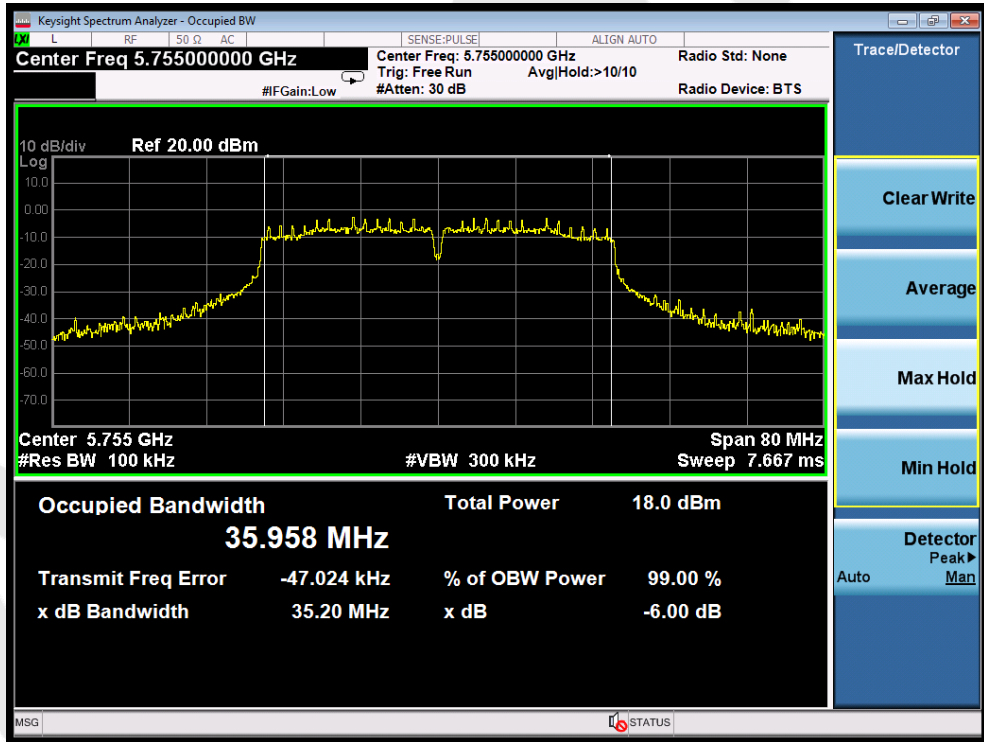 Keysight Spectrum Analyzer - Occupied BW
LXI L RF 50 Ω AC SENSE:PULSE ALIGN AUTO
Center Freq 5.755000000 GHz
Center Freq: 5.755000000 GHz Radio Std: None
Trig: Free Run Avg|Hold:>10/10
#IFGain:Low #Atten: 30 dB Radio Device: BTS
10 dB/div Ref 20.00 dBm
Log
10.0
0.00
-10.0
-20.0
-30.0
-40.0
-50.0
-60.0
-70.0
Center 5.755 GHz Span 80 MHz
#Res BW 100 kHz #VBW 300 kHz Sweep 7.667 ms
Occupied Bandwidth Total Power 18.0 dBm
35.958 MHz
Transmit Freq Error -47.024 kHz % of OBW Power 99.00 %
x dB Bandwidth 35.20 MHz x dB -6.00 dB
MSG STATUS
Trace/Detector
Clear Write
Average
Max Hold
Min Hold
Detector
Peak▶
Auto Man